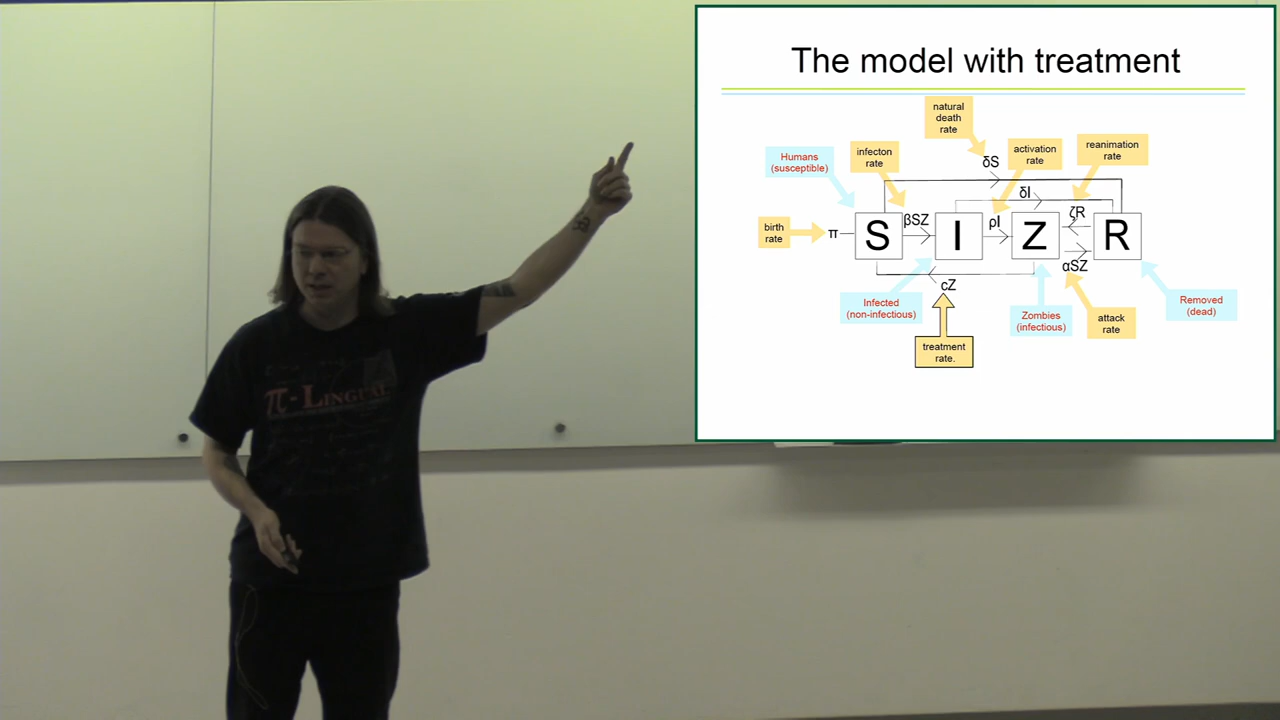 The model with treatment
natural
death
rate
δS
infecton
rate
activation
rate
reanimation
rate
Humans
(susceptible)
δI
birth
rate
π
S
βSZ
I
ρI
Z
ζR
R
αSZ
cZ
Infected
(non-infectious)
Zombies
(infectious)
attack
rate
Removed
(dead)
treatment
rate.
π-LINGUAL